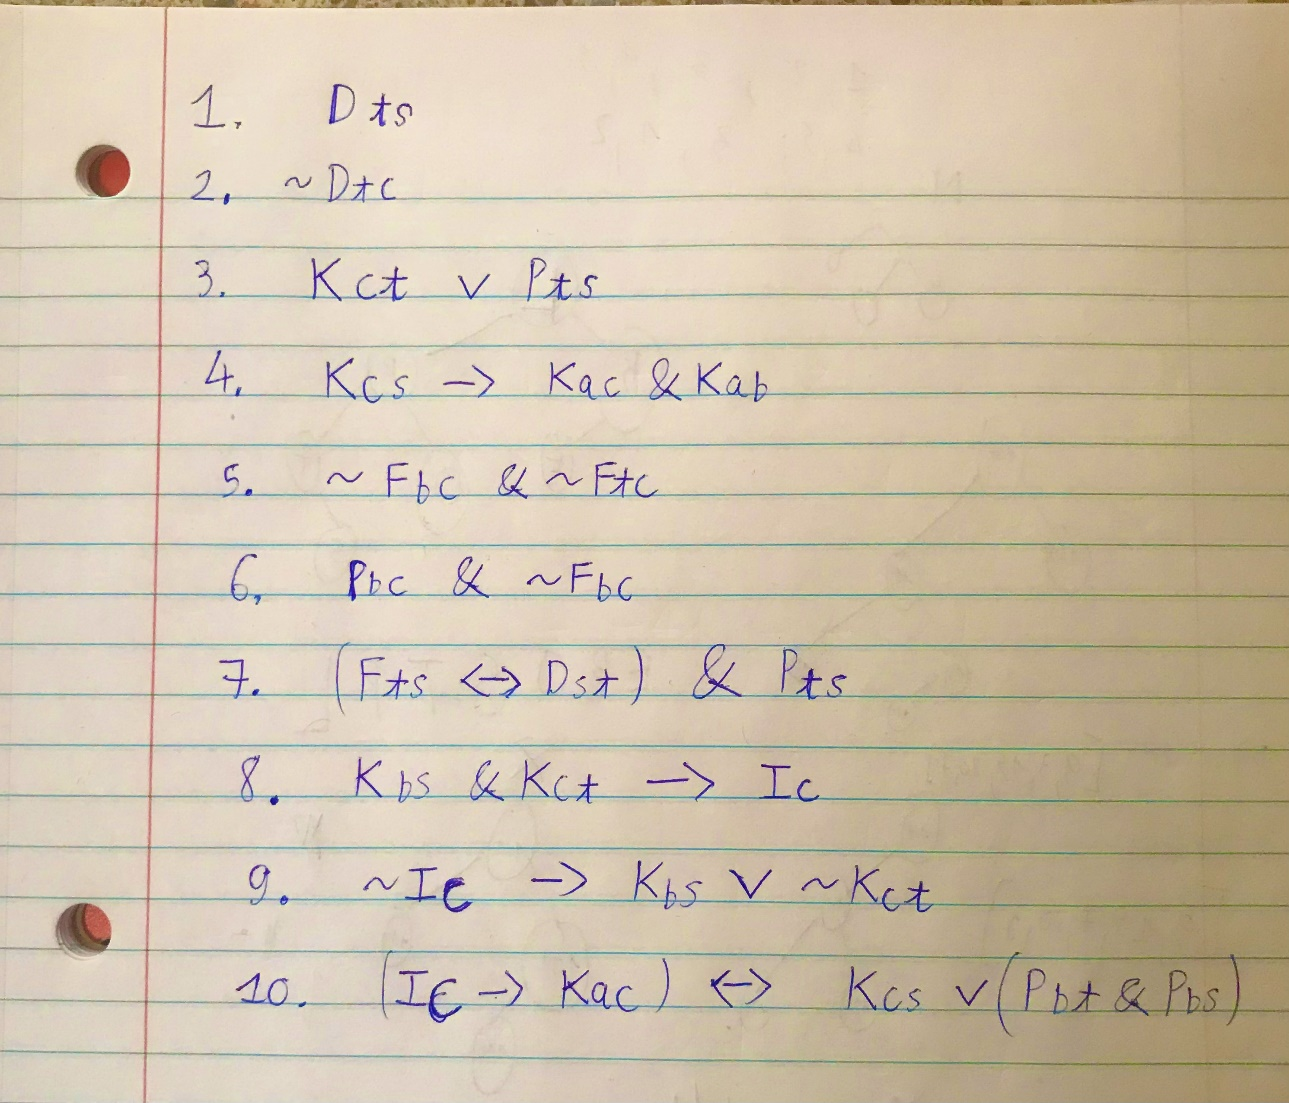 1. Dts
2. ~Dtc
3. Kct ∨ Pts
4. Kcs -> Kac & Kab
5. ~Fbc & ~Ftc
6, Pbc & ~Fbc
7. (Fts <-> Dst) & Pts
8. Kbs & Kct -> Ic
9. ~Ic -> Kbs ∨ ~Kct
10. (Ic -> Kac) <-> Kcs ∨ (Pbt & Pbs)